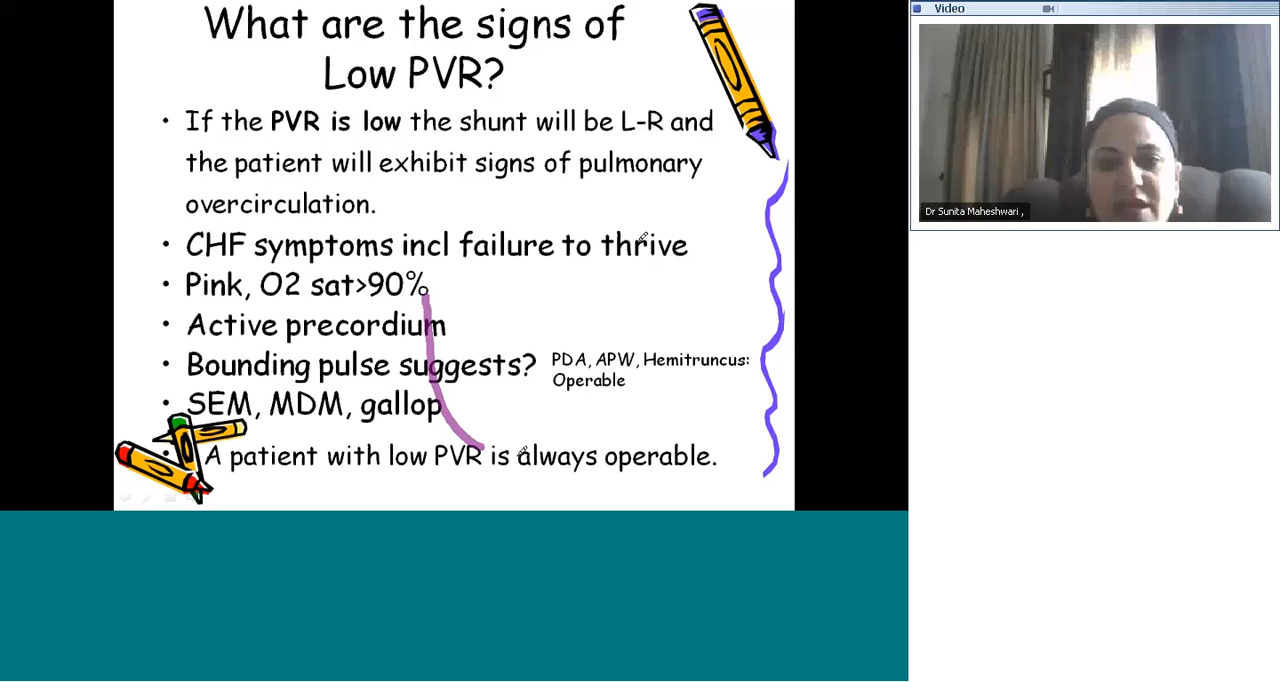 What are the signs of
Low PVR?
• If the PVR is low the shunt will be L-R and
the patient will exhibit signs of pulmonary
overcirculation.
• CHF symptoms incl failure to thrive
• Pink, O2 sat>90%
• Active precordium
• Bounding pulse suggests?
PDA, APW, Hemitruncus:
Operable
• SEM, MDM, gallop
• A patient with low PVR is always operable.
Video
Dr Sunita Maheshwari ,